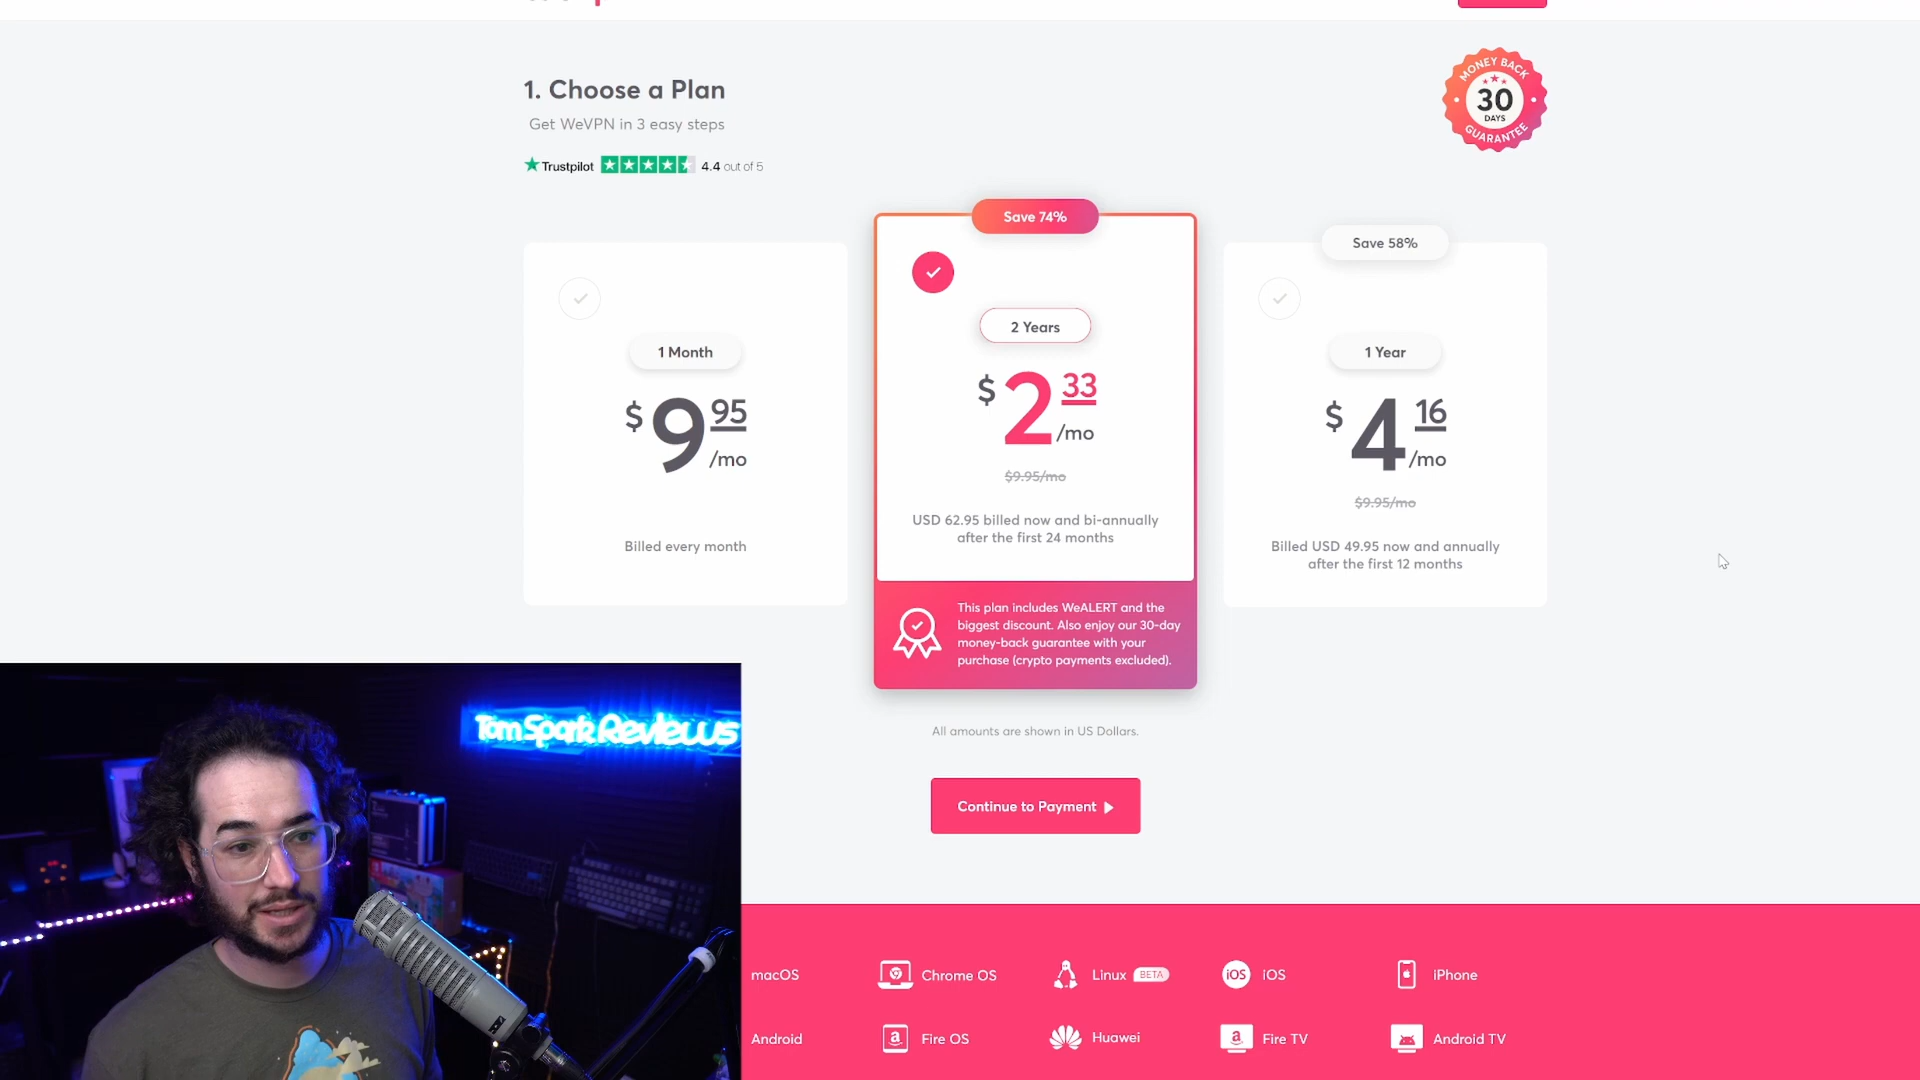 1. Choose a Plan
Get WeVPN in 3 easy steps
Trustpilot 4.4 out of 5
MONEY BACK
30
DAYS
GUARANTEE
1 Month
$9 95
/mo
Billed every month
Save 74%
2 Years
$2 33
/mo
$9.95/mo
USD 62.95 billed now and bi-annually
after the first 24 months
This plan includes WeALERT and the
biggest discount. Also enjoy our 30-day
money-back guarantee with your
purchase (crypto payments excluded).
Save 58%
1 Year
$4 16
/mo
$9.95/mo
Billed USD 49.95 now and annually
after the first 12 months
All amounts are shown in US Dollars.
Continue to Payment
Tom Spark Reviews
macOS
Chrome OS
Linux BETA
iOS iOS
iPhone
Android
Fire OS
Huawei
Fire TV
Android TV